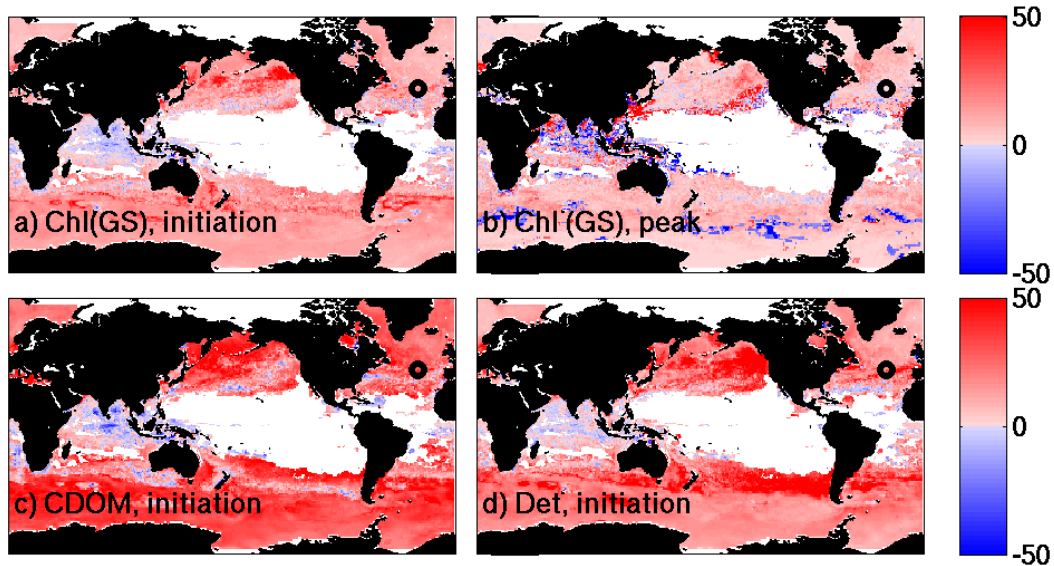 50
0
-50
a) Chl(GS), initiation
b) Chl (GS), peak
50
0
-50
c) CDOM, initiation
d) Det, initiation